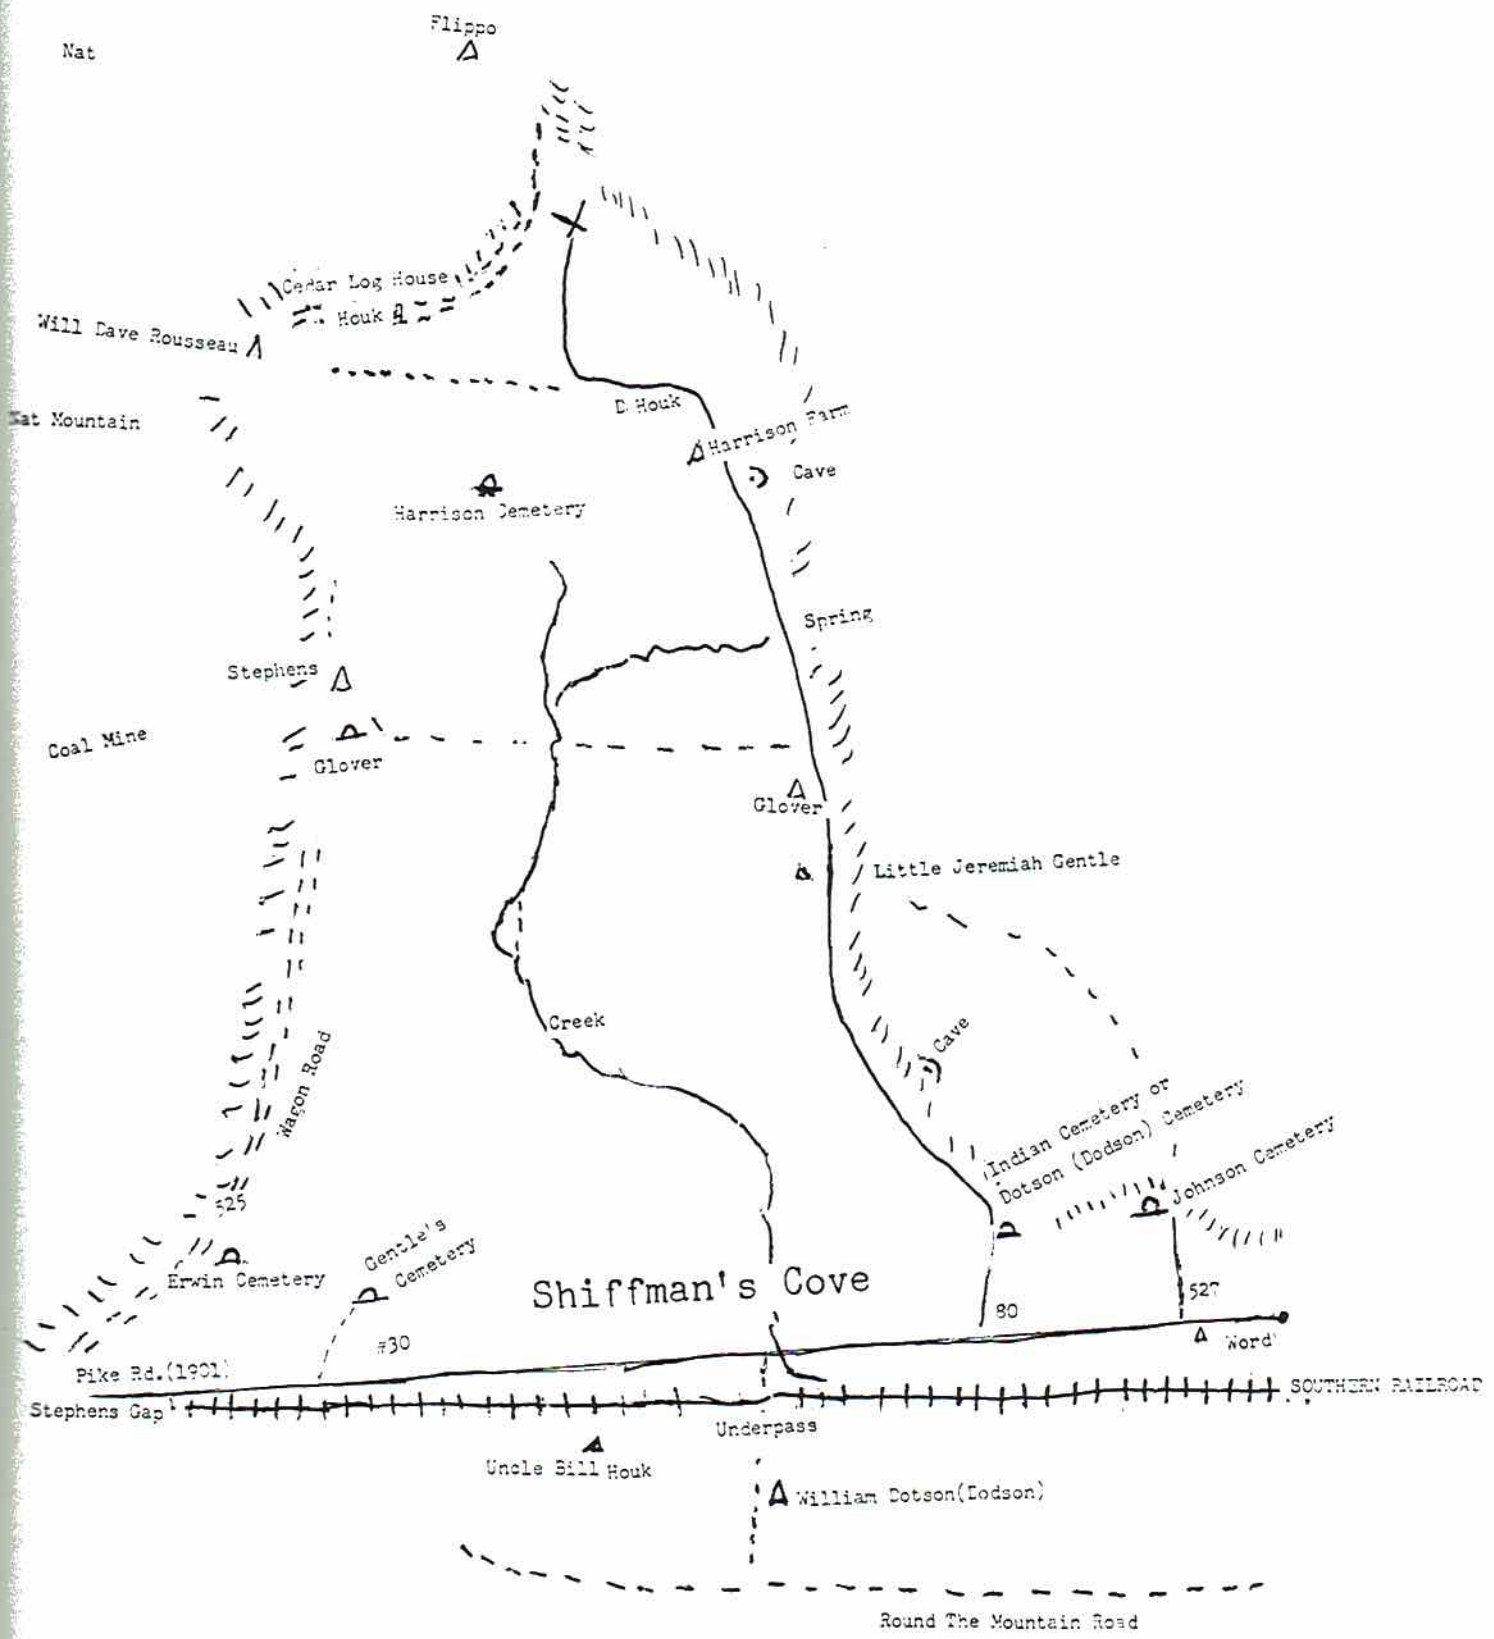 Flippo
Nat
Cedar Log House
Houk
Will Dave Rousseau
D Houk
Nat Mountain
Harrison Farm
Cave
Harrison Cemetery
Spring
Stephens
Coal Mine
Glover
Glover
Little Jeremiah Gentle
Creek
Cave
Wagon Road
Indian Cemetery or
Dotson (Dodson) Cemetery
Johnson Cemetery
525
Erwin Cemetery
Gentle's
Cemetery
Shiffman's Cove
80
527
#30
Word
Pike Rd.(1901)
Stephens Gap
SOUTHERN RAILROAD
Underpass
Uncle Bill Houk
William Dotson(Dodson)
Round The Mountain Road